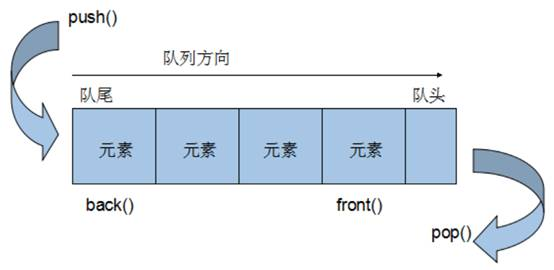 push()
队列方向
队尾 队头
元素 元素 元素 元素
back() front()
pop()